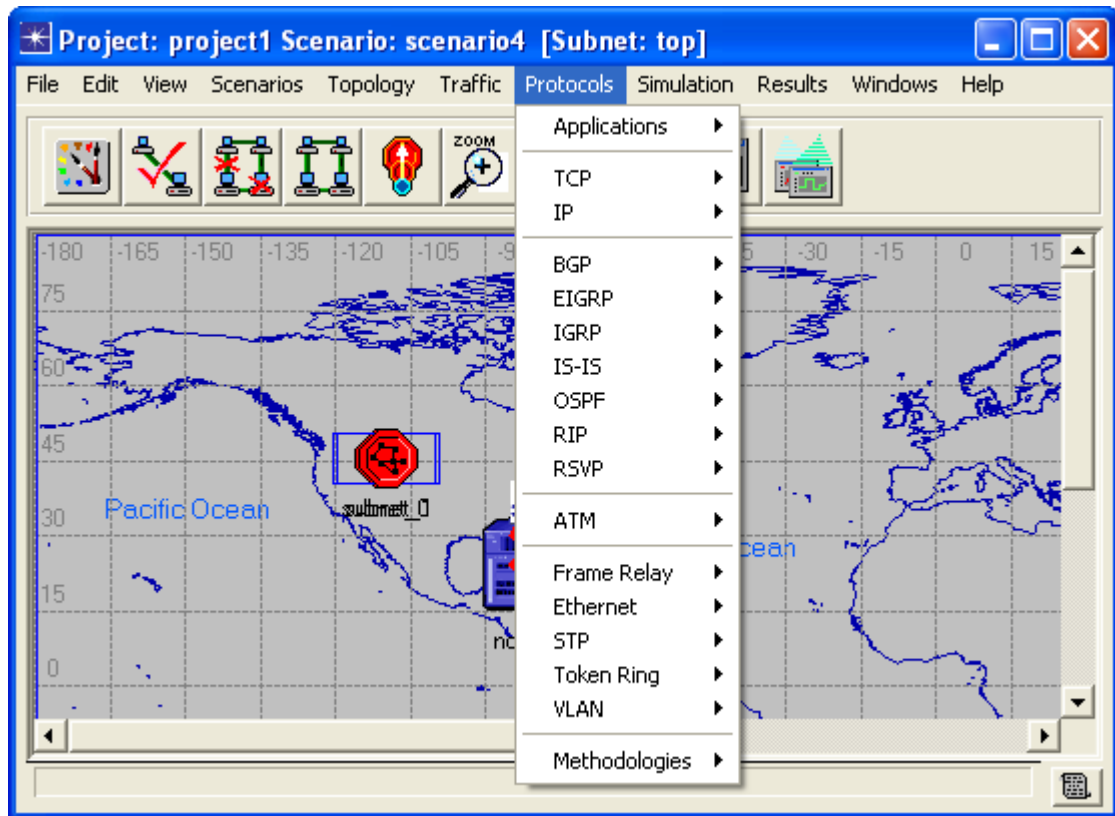 Project: project1 Scenario: scenario4 [Subnet: top]
File Edit View Scenarios Topology Traffic Protocols Simulation Results Windows Help
ZOOM
Applications
TCP
IP
BGP
EIGRP
IGRP
IS-IS
OSPF
RIP
RSVP
ATM
Frame Relay
Ethernet
STP
Token Ring
VLAN
Methodologies
-180 -165 -150 -135 -120 -105 -30 -15 0 15
75
60
45
30
15
0
Pacific Ocean